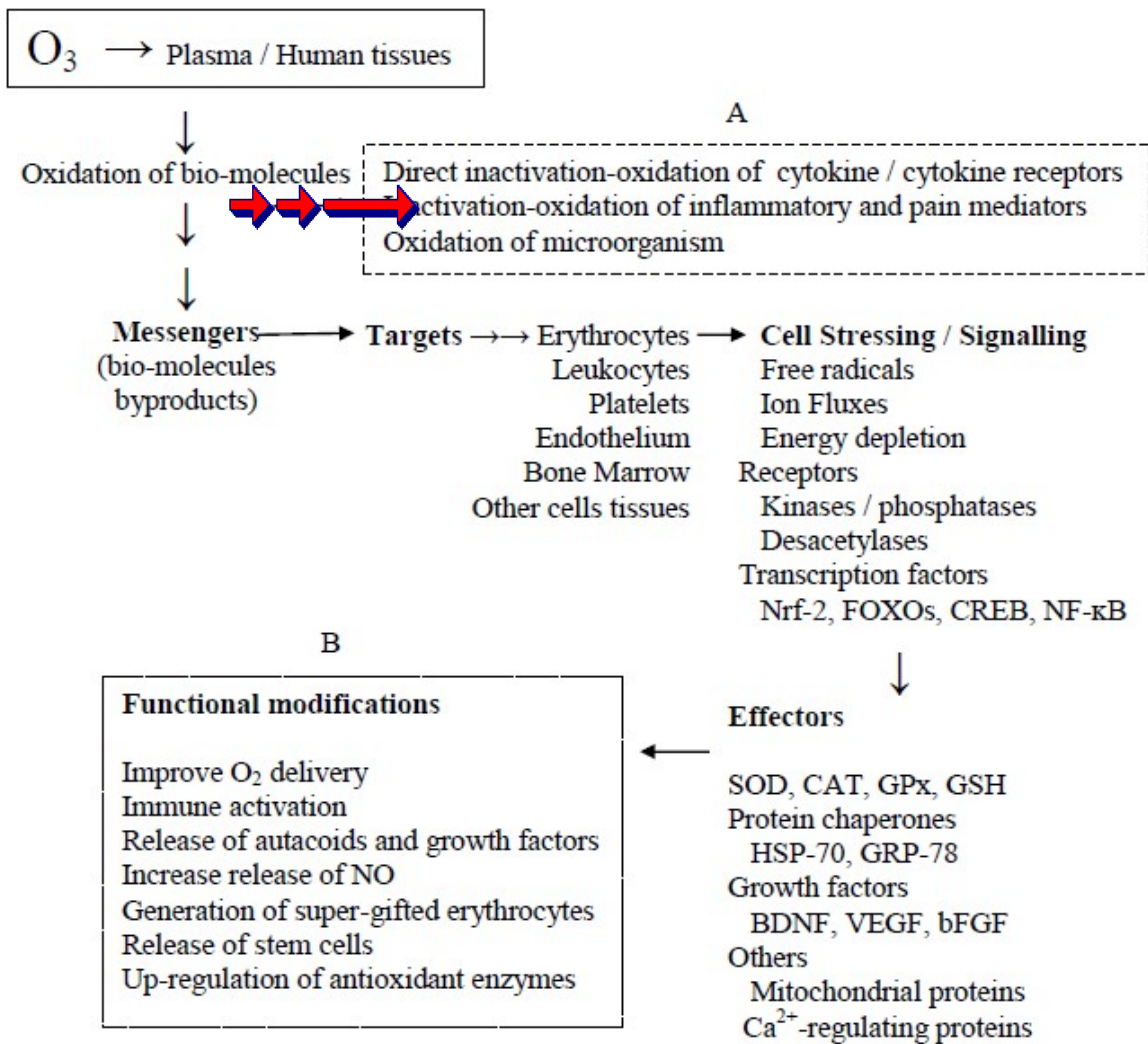 O₃ → Plasma / Human tissues
A
Oxidation of bio-molecules
Direct inactivation-oxidation of cytokine / cytokine receptors
Inactivation-oxidation of inflammatory and pain mediators
Oxidation of microorganism
Messengers
(bio-molecules
byproducts)
Targets →→ Erythrocytes
Leukocytes
Platelets
Endothelium
Bone Marrow
Other cells tissues
Cell Stressing / Signalling
Free radicals
Ion Fluxes
Energy depletion
Receptors
Kinases / phosphatases
Desacetylases
Transcription factors
Nrf-2, FOXOs, CREB, NF-κB
B
Functional modifications
Improve O₂ delivery
Immune activation
Release of autacoids and growth factors
Increase release of NO
Generation of super-gifted erythrocytes
Release of stem cells
Up-regulation of antioxidant enzymes
Effectors
SOD, CAT, GPx, GSH
Protein chaperones
HSP-70, GRP-78
Growth factors
BDNF, VEGF, bFGF
Others
Mitochondrial proteins
Ca²⁺-regulating proteins